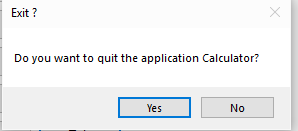 Exit ?
Do you want to quit the application Calculator?
Yes
No